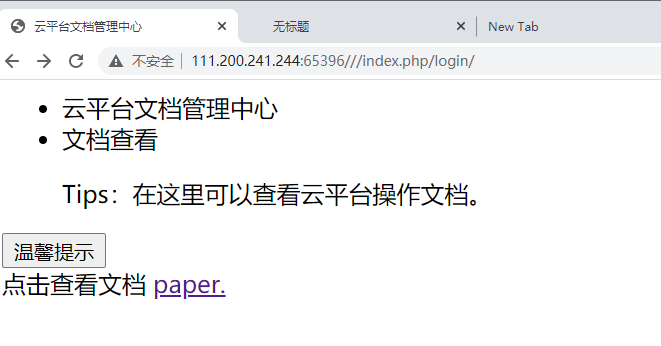 云平台文档管理中心
无标题
New Tab
不安全
111.200.241.244:65396///index.php/login/
云平台文档管理中心
文档查看
Tips：在这里可以查看云平台操作文档。
温馨提示
点击查看文档 paper.